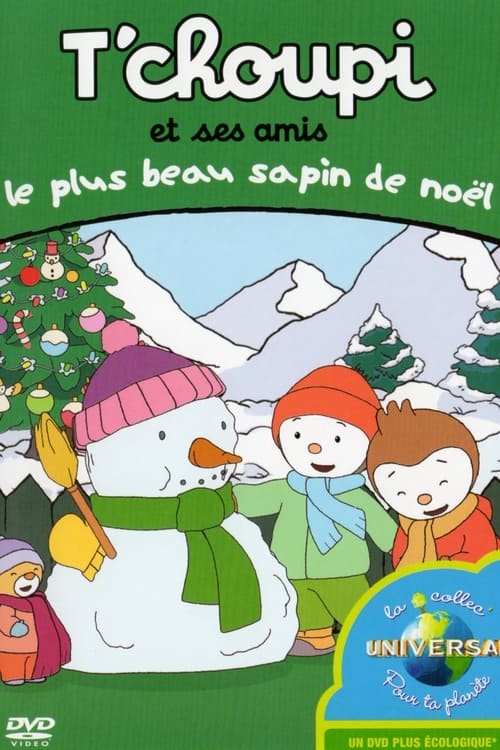 T'choupi
et ses amis
le plus beau sapin de noël
la collec'
UNIVERSAL
Pour ta planète
DVD
VIDEO
UN DVD PLUS ÉCOLOGIQUE*